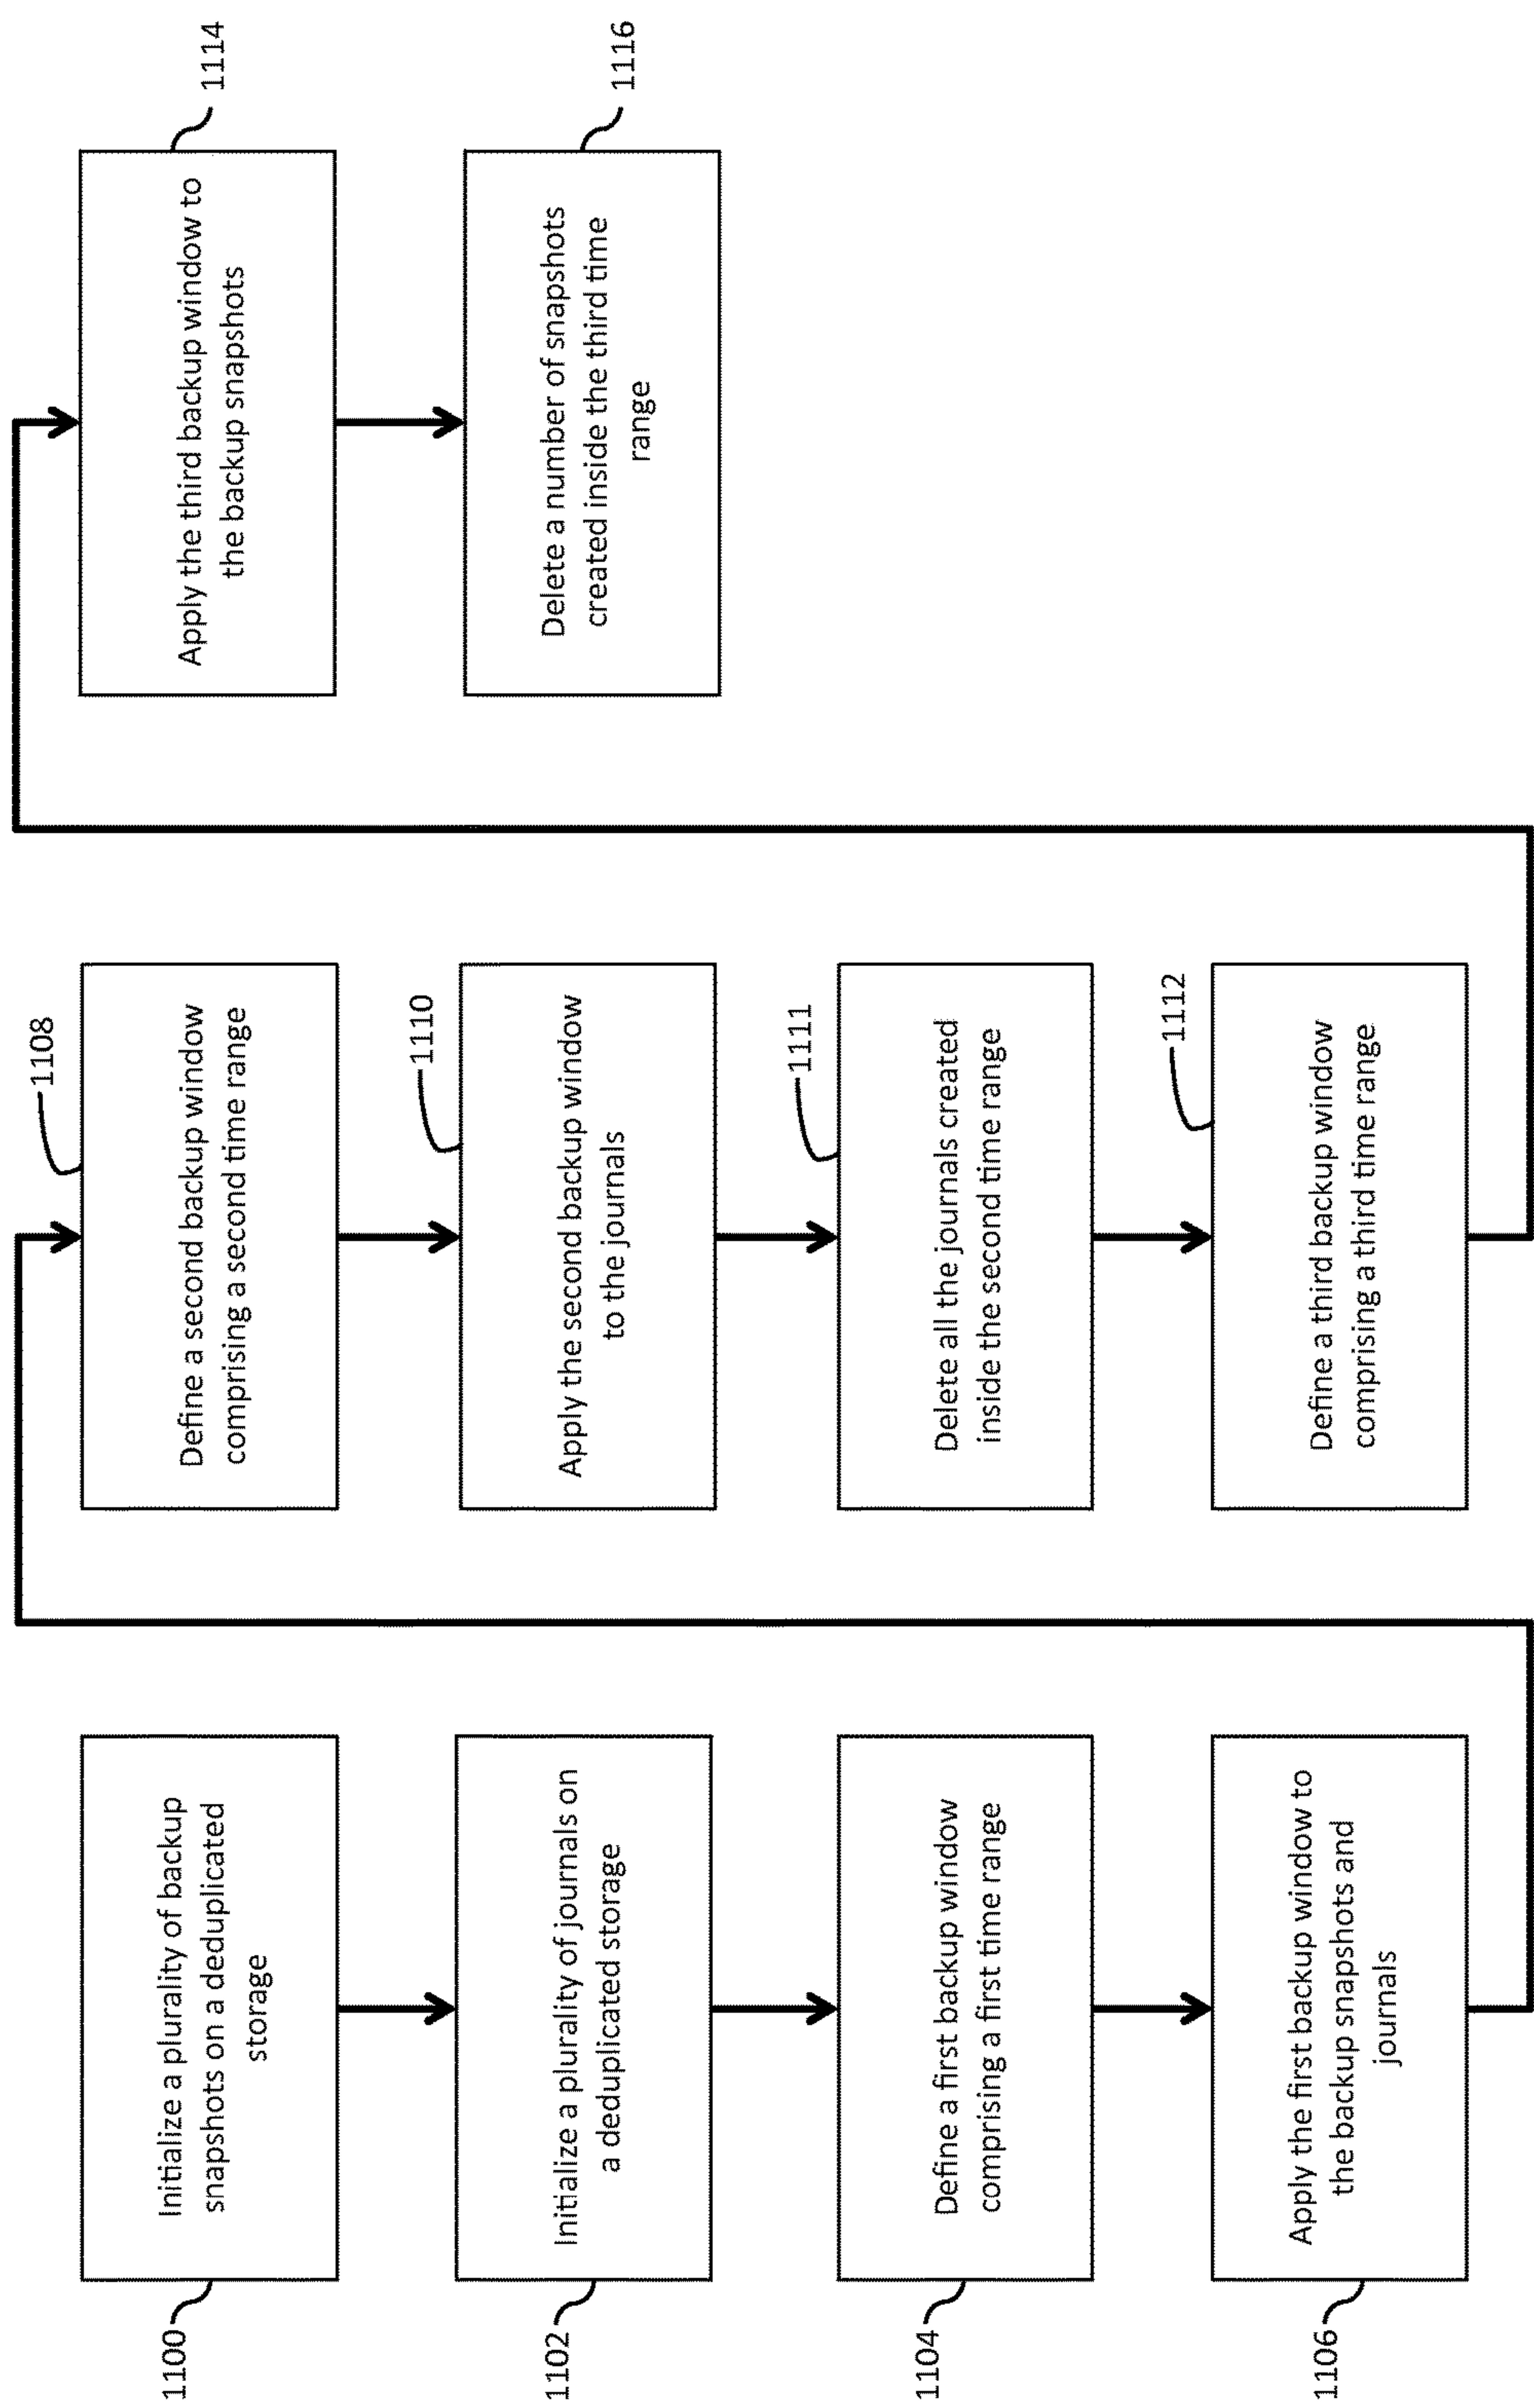 1100
Initialize a plurality of backup
snapshots on a deduplicated
storage
1102
Initialize a plurality of journals on
a deduplicated storage
1104
Define a first backup window
comprising a first time range
1106
Apply the first backup window to
the backup snapshots and
journals
1108
Define a second backup window
comprising a second time range
1110
Apply the second backup window
to the journals
1111
Delete all the journals created
inside the second time range
1112
Define a third backup window
comprising a third time range
1114
Apply the third backup window to
the backup snapshots
1116
Delete a number of snapshots
created inside the third time
range